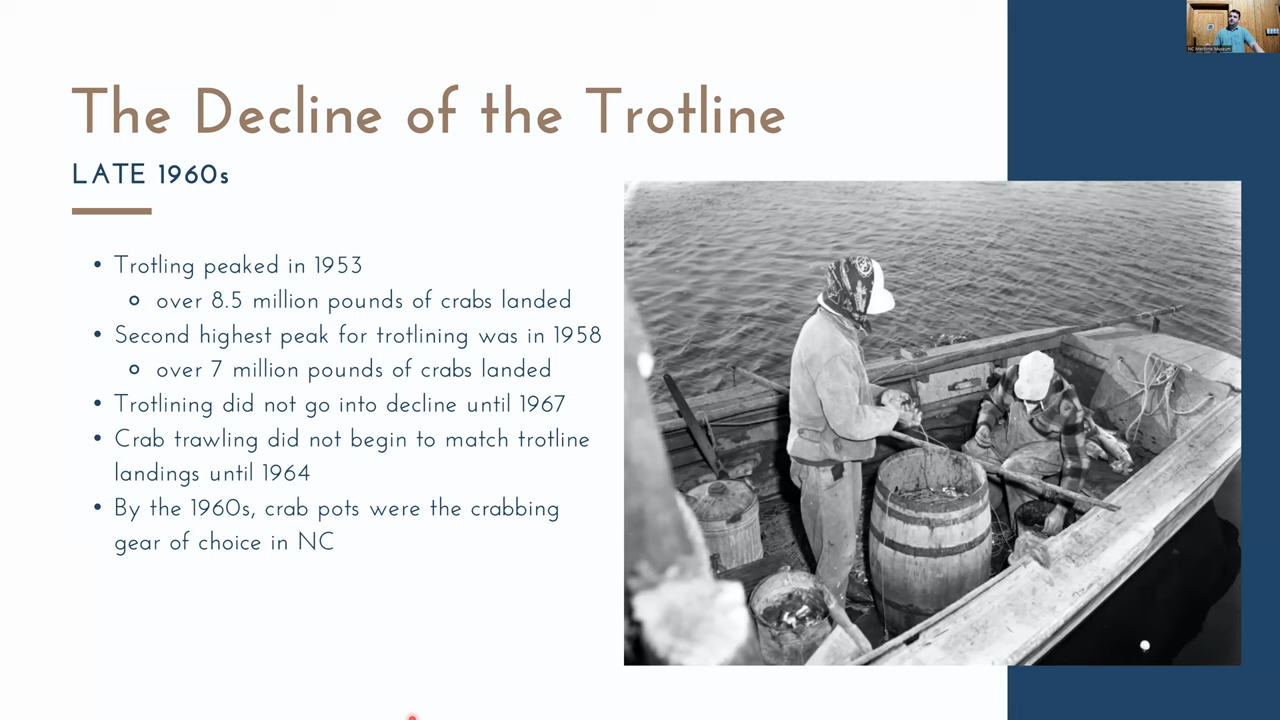 The Decline of the Trotline
LATE 1960s
• Trotling peaked in 1953
over 8.5 million pounds of crabs landed
• Second highest peak for trotlining was in 1958
over 7 million pounds of crabs landed
• Trotlining did not go into decline until 1967
• Crab trawling did not begin to match trotline
landings until 1964
• By the 1960s, crab pots were the crabbing
gear of choice in NC
NC Maritime Museum